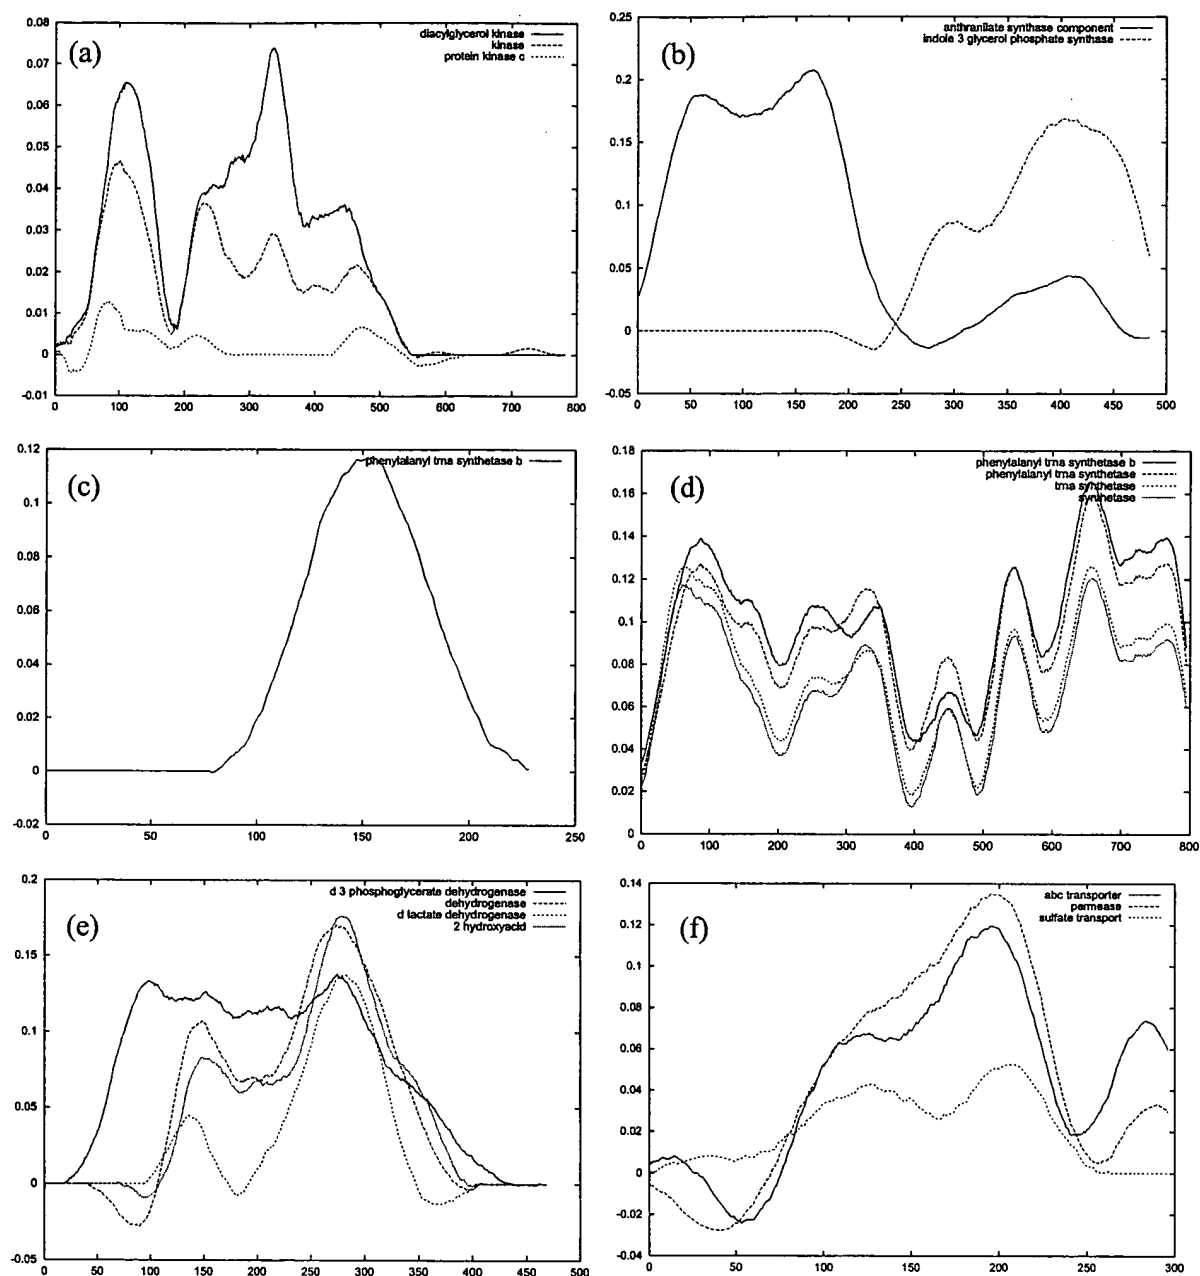 (a)
diacylglycerol kinase
kinase
protein kinase c
0.08
0.07
0.06
0.05
0.04
0.03
0.02
0.01
0
-0.01
0 100 200 300 400 500 600 700 800
(b)
anthranilate synthase component
indole 3 glycerol phosphate synthase
0.25
0.2
0.15
0.1
0.05
0
-0.05
0 50 100 150 200 250 300 350 400 450 500
(c)
phenylalanyl trna synthetase b
0.12
0.1
0.08
0.06
0.04
0.02
0
-0.02
0 50 100 150 200 250
(d)
phenylalanyl trna synthetase b
phenylalanyl trna synthetase
trna synthetase
synthetase
0.18
0.16
0.14
0.12
0.1
0.08
0.06
0.04
0.02
0
0 100 200 300 400 500 600 700 800
(e)
d 3 phosphoglycerate dehydrogenase
dehydrogenase
d lactate dehydrogenase
2 hydroxyacid
0.2
0.15
0.1
0.05
0
-0.05
0 50 100 150 200 250 300 350 400 450 500
(f)
abc transporter
permease
sulfate transport
0.14
0.12
0.1
0.08
0.06
0.04
0.02
0
-0.02
-0.04
0 50 100 150 200 250 300